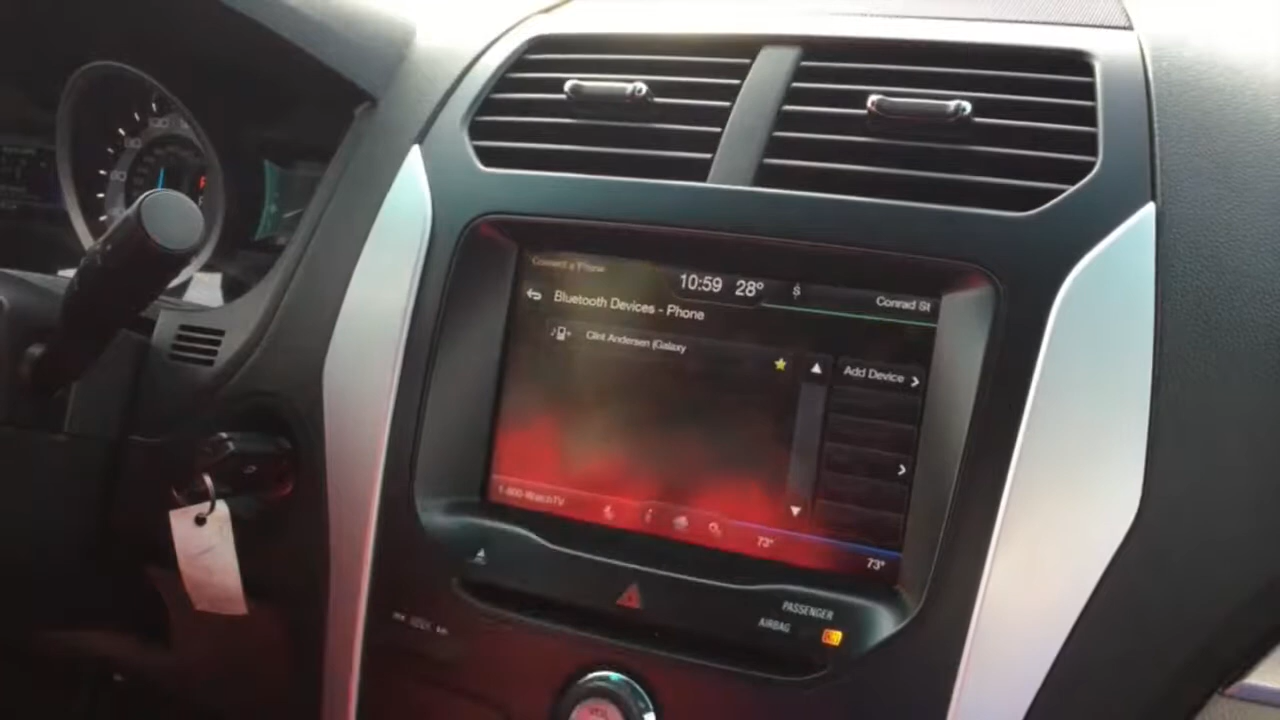 Connect a Phone
10:59 28° S
Conrad St
Bluetooth Devices - Phone
Clint Andersen |Galaxy
Add Device
1-800-WatchTV
73°
73°
PASSENGER
AIRBAG
VOL